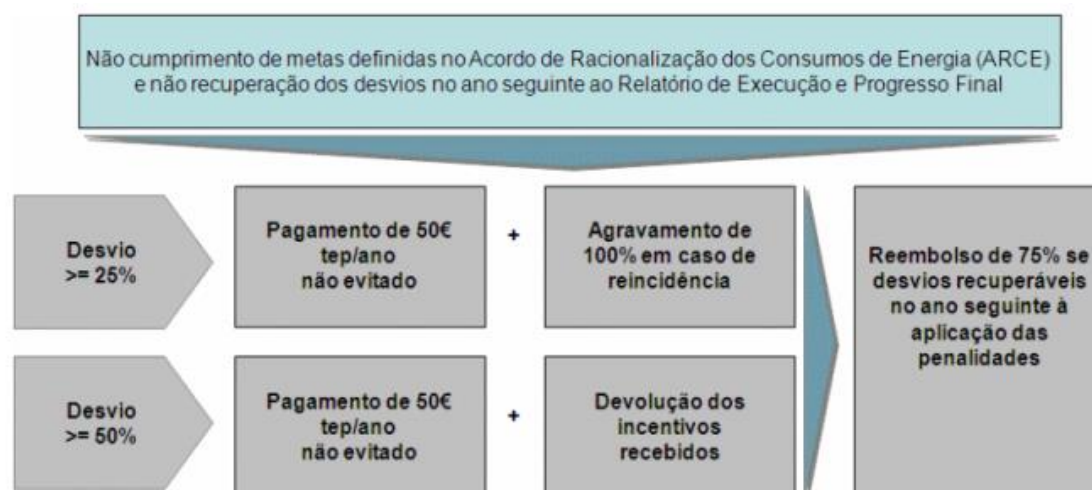 Não cumprimento de metas definidas no Acordo de Racionalização dos Consumos de Energia (ARCE)
e não recuperação dos desvios no ano seguinte ao Relatório de Execução e Progresso Final
Desvio
>= 25%
Pagamento de 50€
tep/ano
não evitado
+
Agravamento de
100% em caso de
reincidência
Desvio
>= 50%
Pagamento de 50€
tep/ano
não evitado
+
Devolução dos
incentivos
recebidos
Reembolso de 75% se
desvios recuperáveis
no ano seguinte à
aplicação das
penalidades